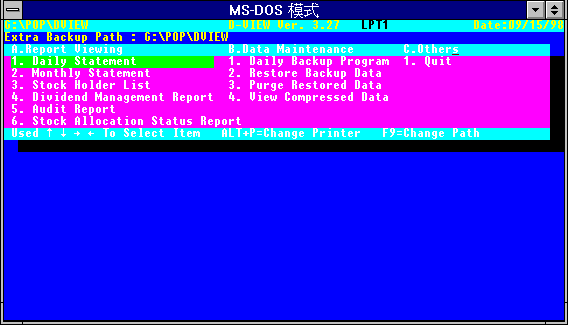 MS-DOS 模式
G:\POP\DVIEW D-VIEW Ver. 3.27 LPT1 Date:09/15/98
Extra Backup Path : G:\POP\DVIEW
A.Report Viewing B.Data Maintenance C.Others
1. Daily Statement 1. Daily Backup Program 1. Quit
2. Monthly Statement 2. Restore Backup Data
3. Stock Holder List 3. Purge Restored Data
4. Dividend Management Report 4. View Compressed Data
5. Audit Report
6. Stock Allocation Status Report
Used ↑ ↓ → ← To Select Item ALT+P=Change Printer F9=Change Path